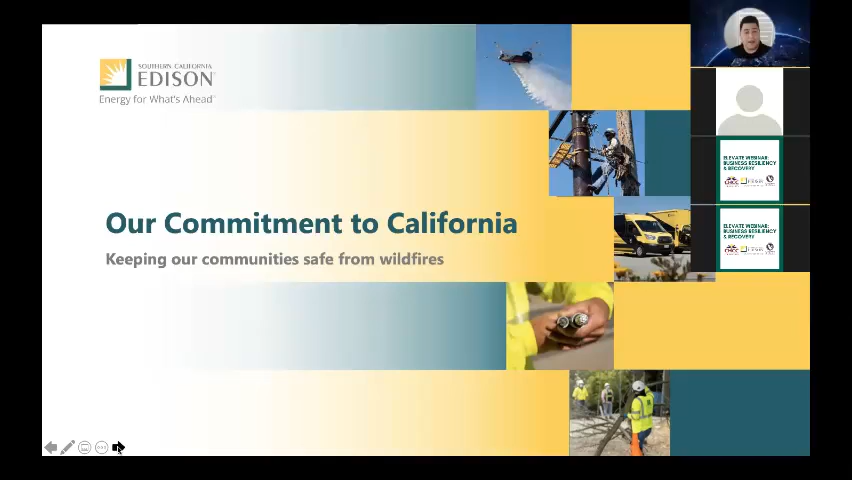 SOUTHERN CALIFORNIA
EDISON
Energy for What's Ahead
Our Commitment to California
Keeping our communities safe from wildfires
ELEVATE WEBINAR:
BUSINESS RESILIENCY
& RECOVERY
ELEVATE WEBINAR:
BUSINESS RESILIENCY
& RECOVERY